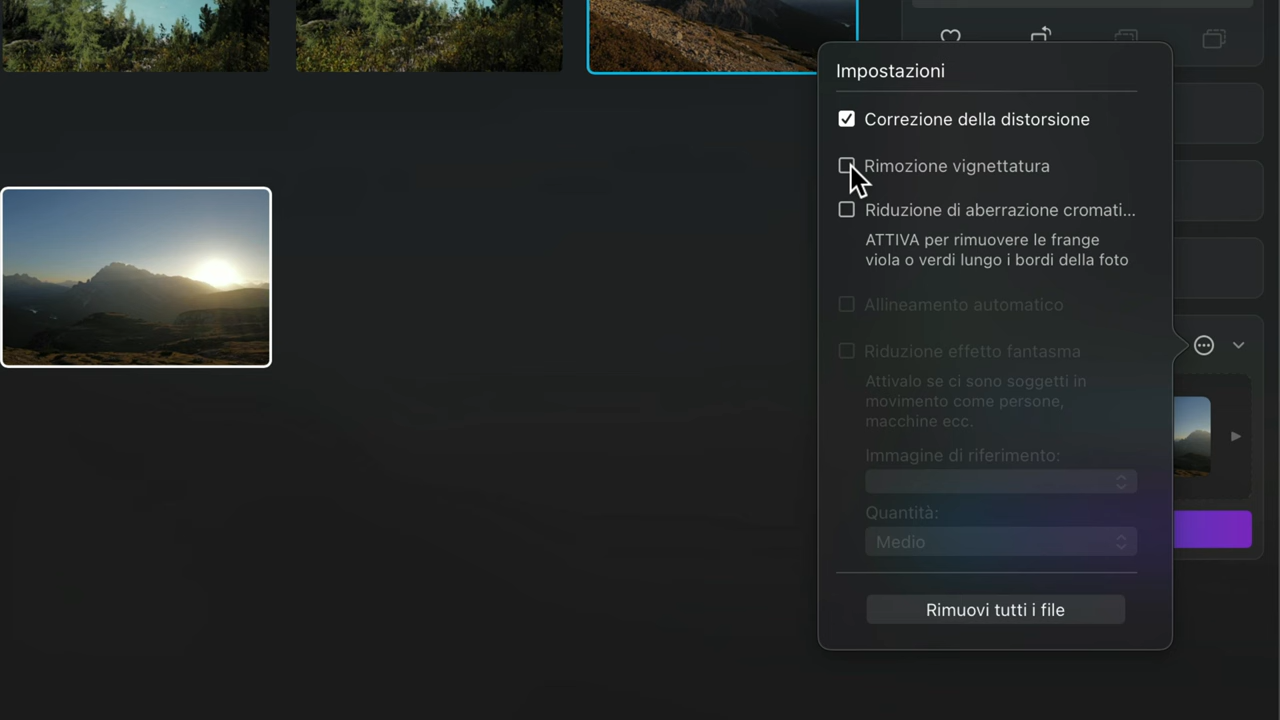 Impostazioni
Correzione della distorsione
Rimozione vignettatura
Riduzione di aberrazione cromati...
ATTIVA per rimuovere le frange
viola o verdi lungo i bordi della foto
Allineamento automatico
Riduzione effetto fantasma
Attivalo se ci sono soggetti in
movimento come persone,
macchine ecc.
Immagine di riferimento:
Quantità:
Medio
Rimuovi tutti i file